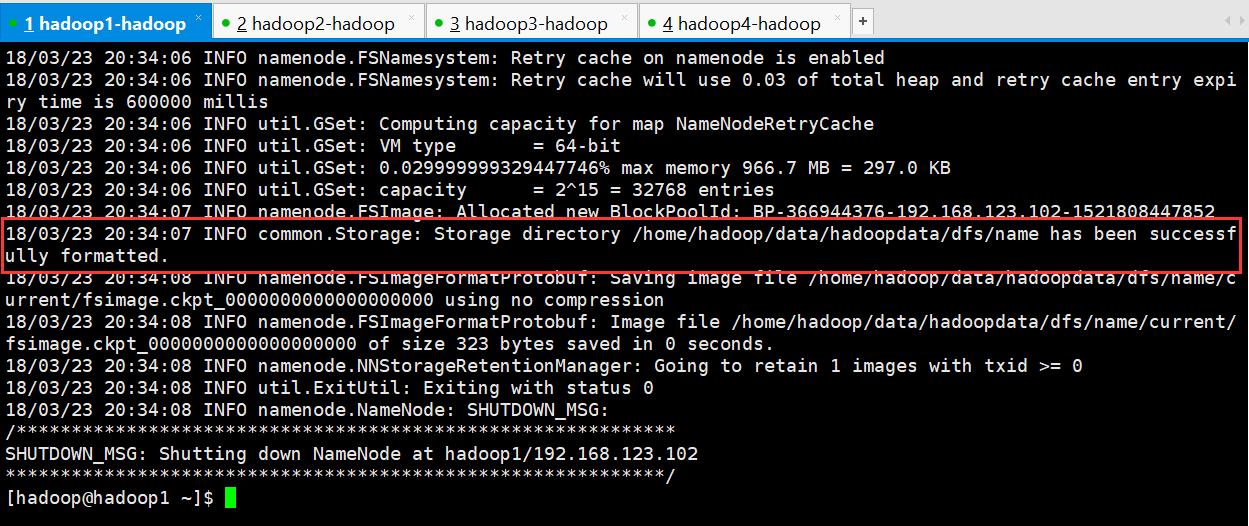 1 hadoop1-hadoop × 2 hadoop2-hadoop × 3 hadoop3-hadoop × 4 hadoop4-hadoop × +
18/03/23 20:34:06 INFO namenode.FSNamesystem: Retry cache on namenode is enabled
18/03/23 20:34:06 INFO namenode.FSNamesystem: Retry cache will use 0.03 of total heap and retry cache entry expi
ry time is 600000 millis
18/03/23 20:34:06 INFO util.GSet: Computing capacity for map NameNodeRetryCache
18/03/23 20:34:06 INFO util.GSet: VM type       = 64-bit
18/03/23 20:34:06 INFO util.GSet: 0.029999999329447746% max memory 966.7 MB = 297.0 KB
18/03/23 20:34:06 INFO util.GSet: capacity      = 2^15 = 32768 entries
18/03/23 20:34:07 INFO namenode.FSImage: Allocated new BlockPoolId: BP-366944376-192.168.123.102-1521808447852
18/03/23 20:34:07 INFO common.Storage: Storage directory /home/hadoop/data/hadoopdata/dfs/name has been successf
ully formatted.
18/03/23 20:34:08 INFO namenode.FSImageFormatProtobuf: Saving image file /home/hadoop/data/hadoopdata/dfs/name/c
urrent/fsimage.ckpt_0000000000000000000 using no compression
18/03/23 20:34:08 INFO namenode.FSImageFormatProtobuf: Image file /home/hadoop/data/hadoopdata/dfs/name/current/
fsimage.ckpt_0000000000000000000 of size 323 bytes saved in 0 seconds.
18/03/23 20:34:08 INFO namenode.NNStorageRetentionManager: Going to retain 1 images with txid >= 0
18/03/23 20:34:08 INFO util.ExitUtil: Exiting with status 0
18/03/23 20:34:08 INFO namenode.NameNode: SHUTDOWN_MSG:
/************************************************************
SHUTDOWN_MSG: Shutting down NameNode at hadoop1/192.168.123.102
************************************************************/
[hadoop@hadoop1 ~]$